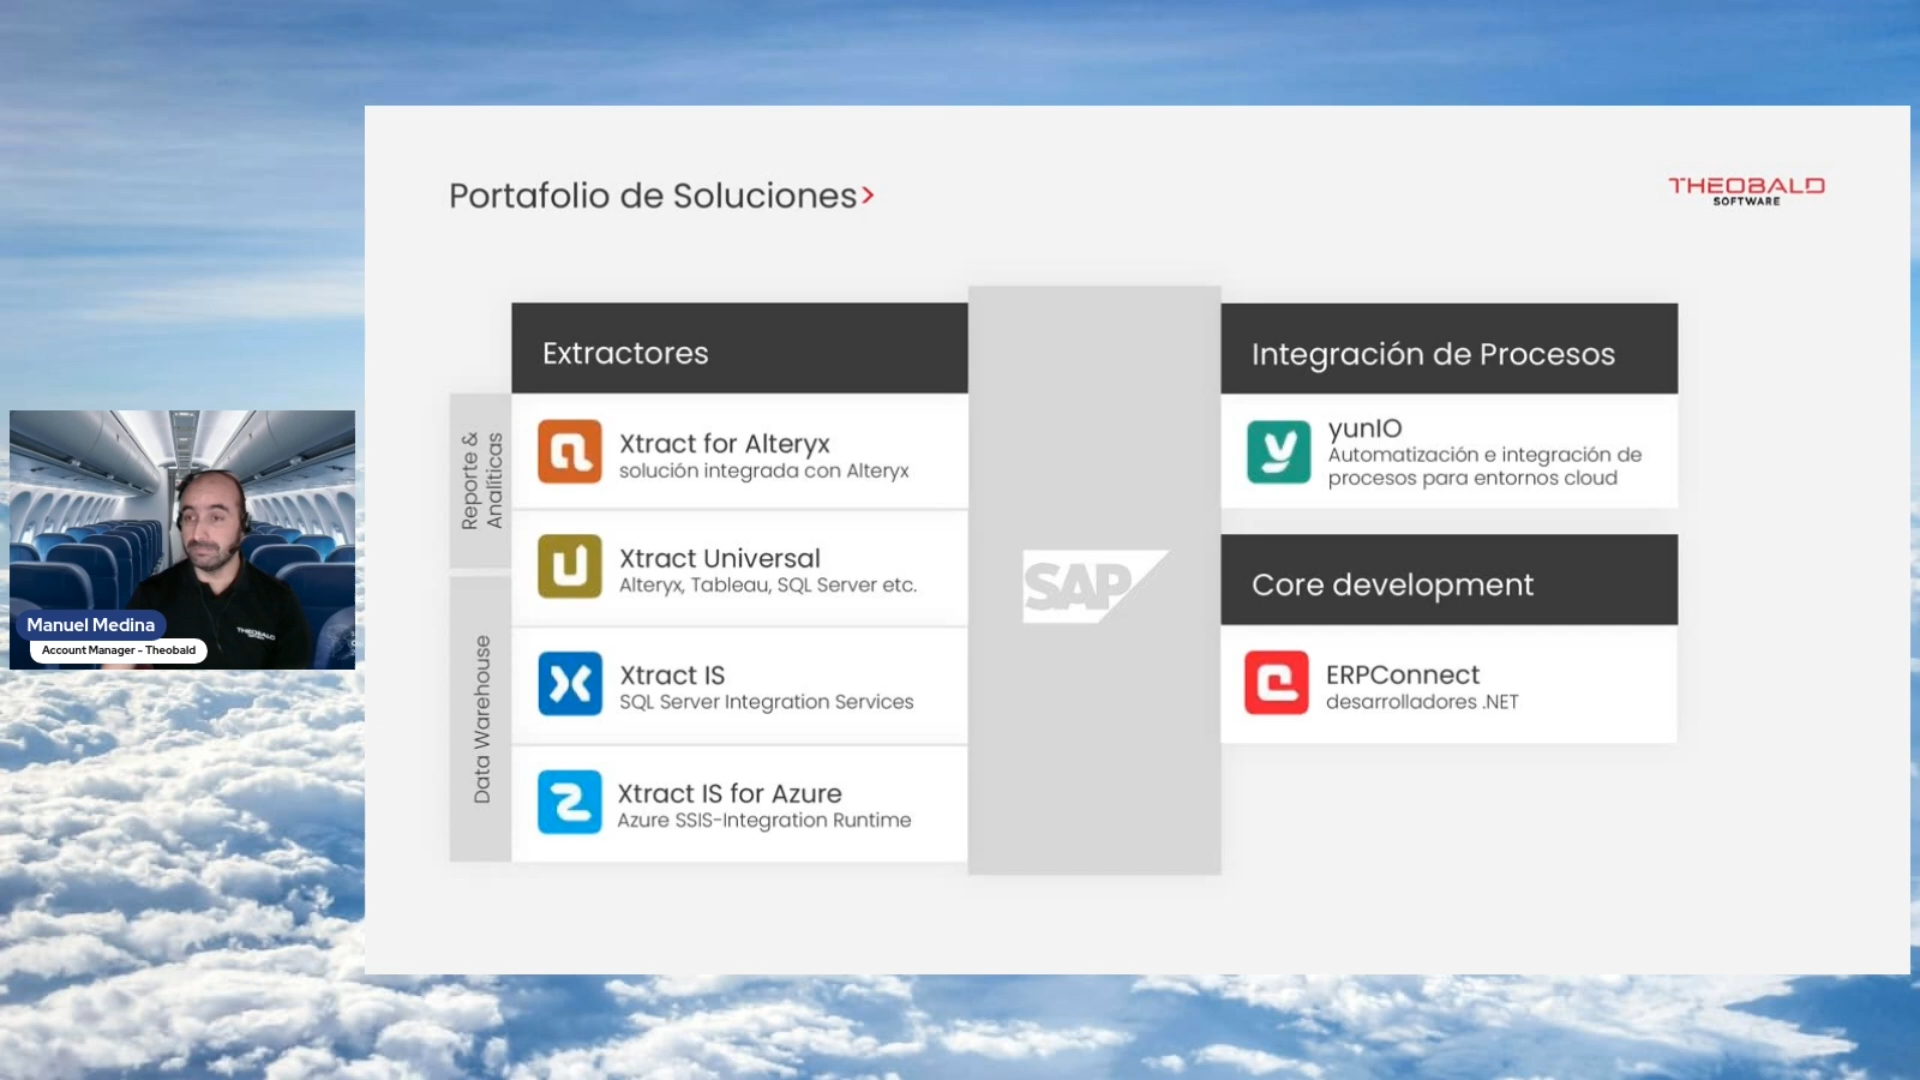 Portafolio de Soluciones>
THEOBALD
SOFTWARE
Extractores
Reporte &
Analíticas
Xtract for Alteryx
solución integrada con Alteryx
Xtract Universal
Alteryx, Tableau, SQL Server etc.
Data Warehouse
Xtract IS
SQL Server Integration Services
Xtract IS for Azure
Azure SSIS-Integration Runtime
SAP
Integración de Procesos
yunIO
Automatización e integración de
procesos para entornos cloud
Core development
ERPConnect
desarrolladores .NET
THEOBALD
Manuel Medina
Account Manager - Theobald